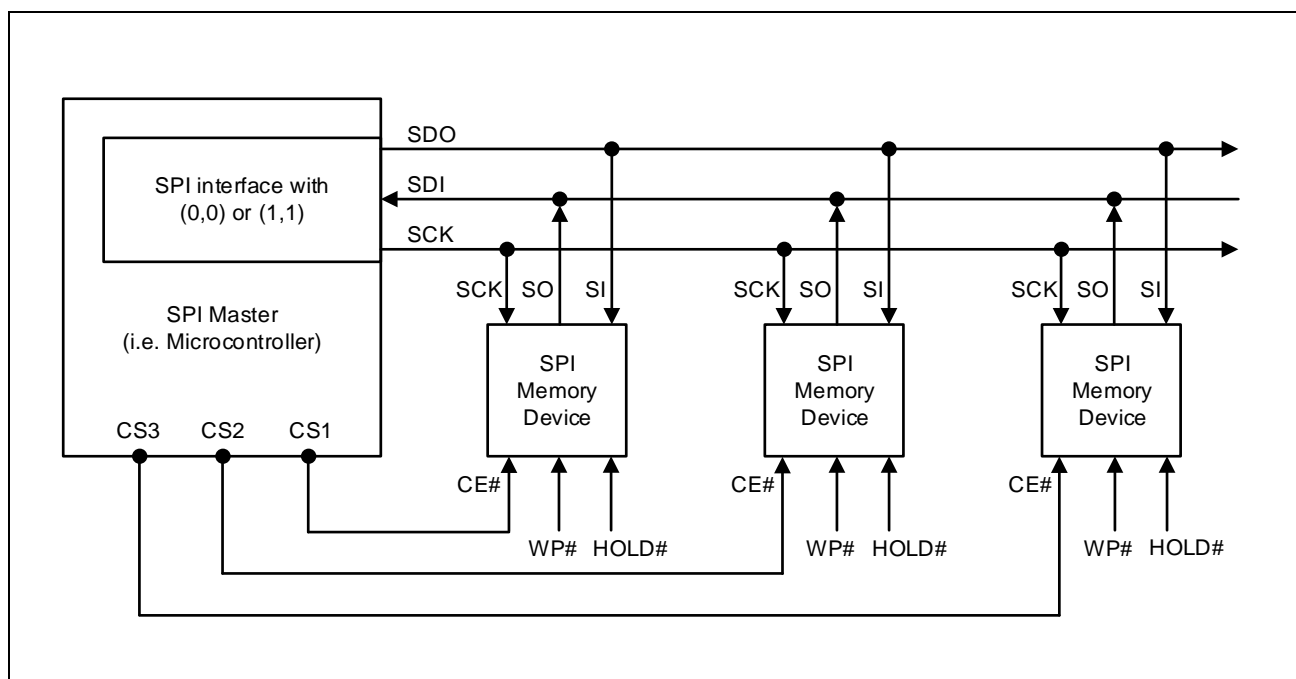 SDO
SPI interface with
(0,0) or (1,1)
SDI
SCK
SPI Master
(i.e. Microcontroller)
SCK SO SI
SCK SO SI
SCK SO SI
SPI
Memory
Device
SPI
Memory
Device
SPI
Memory
Device
CS3 CS2 CS1
CE#
CE#
CE#
WP# HOLD#
WP# HOLD#
WP# HOLD#